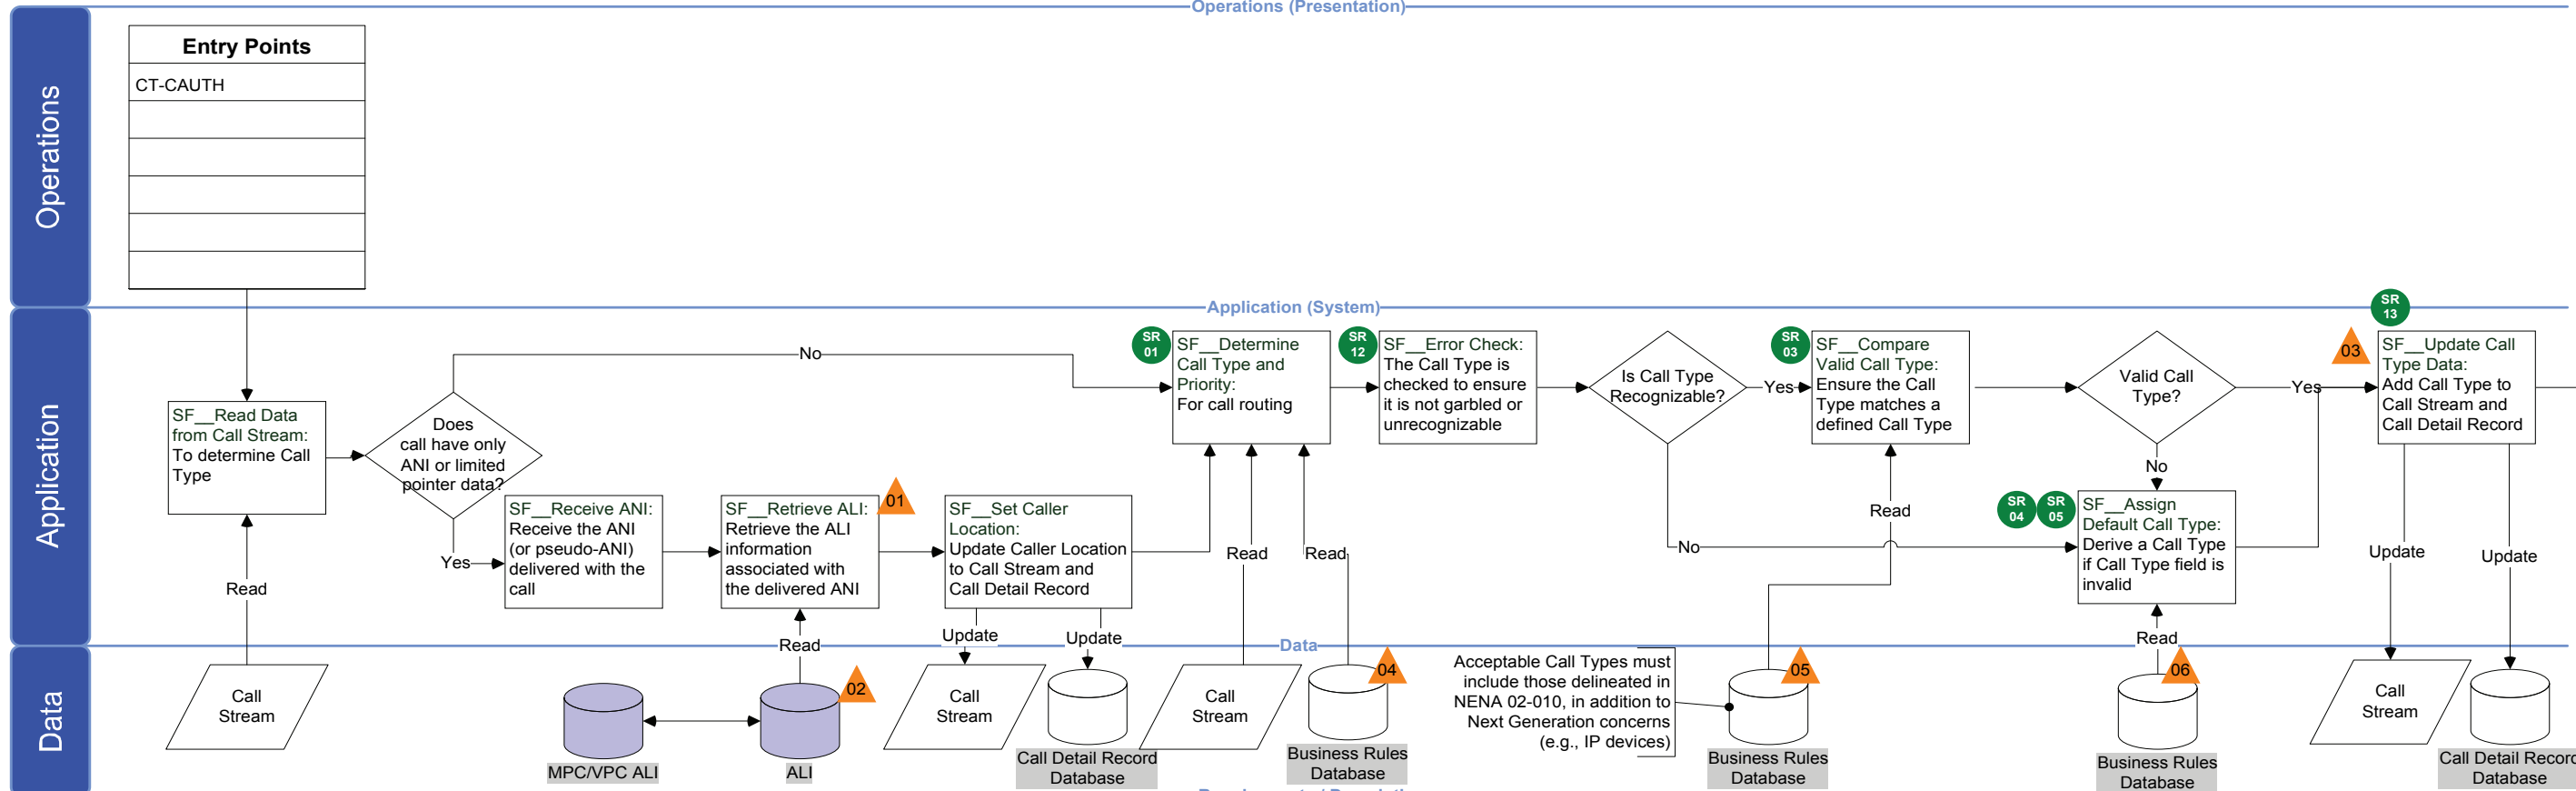 Operations (Presentation)
Operations
Entry Points
CT-CAUTH
Application (System)
Application
SF__Read Data
from Call Stream:
To determine Call
Type
Read
Does
call have only
ANI or limited
pointer data?
No
Yes
SF__Receive ANI:
Receive the ANI
(or pseudo-ANI)
delivered with the
call
SF__Retrieve ALI:
Retrieve the ALI
information
associated with
the delivered ANI
01
Read
SF__Set Caller
Location:
Update Caller Location
to Call Stream and
Call Detail Record
Update
Update
SR
01
SF__Determine
Call Type and
Priority:
For call routing
Read
Read
SR
12
SF__Error Check:
The Call Type is
checked to ensure
it is not garbled or
unrecognizable
Is Call Type
Recognizable?
Yes
No
SR
03
SF__Compare
Valid Call Type:
Ensure the Call
Type matches a
defined Call Type
Read
Valid Call
Type?
Yes
No
SR
04
SR
05
SF__Assign
Default Call Type:
Derive a Call Type
if Call Type field is
invalid
Read
03
SR
13
SF__Update Call
Type Data:
Add Call Type to
Call Stream and
Call Detail Record
Update
Update
Data
Data
Call
Stream
MPC/VPC ALI
02
ALI
Call
Stream
Call Detail Record
Database
Call
Stream
04
Business Rules
Database
Acceptable Call Types must
include those delineated in
NENA 02-010, in addition to
Next Generation concerns
(e.g., IP devices)
05
Business Rules
Database
06
Business Rules
Database
Call
Stream
Call Detail Record
Database